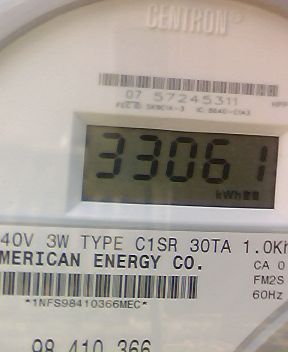 CENTRON®
07 57245311
33061
kWh
40V 3W TYPE C1SR 30TA 1.0Kh
MERICAN ENERGY CO.
CA 0
FM2S
*1NFS98410366MEC*
60Hz
98 410 366